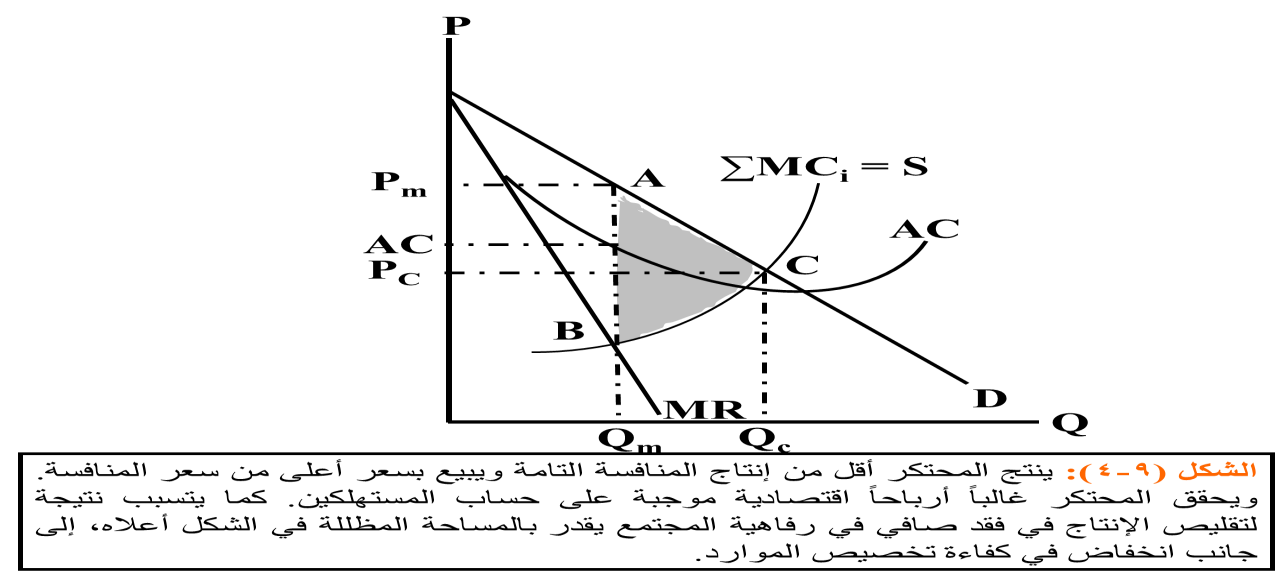 P
A
∑MCᵢ = S
Pₘ
AC
AC
P_C
C
B
D
MR
Q
Qₘ
Q_c
الشكل (٩-٤): ينتج المحتكر أقل من إنتاج المنافسة التامة ويبيع بسعر أعلى من سعر المنافسة.
ويحقق المحتكر غالباً أرباحاً اقتصادية موجبة على حساب المستهلكين. كما يتسبب نتيجة
لتقليص الإنتاج في فقد صافي في رفاهية المجتمع يقدر بالمساحة المظللة في الشكل أعلاه، إلى
جانب انخفاض في كفاءة تخصيص الموارد.